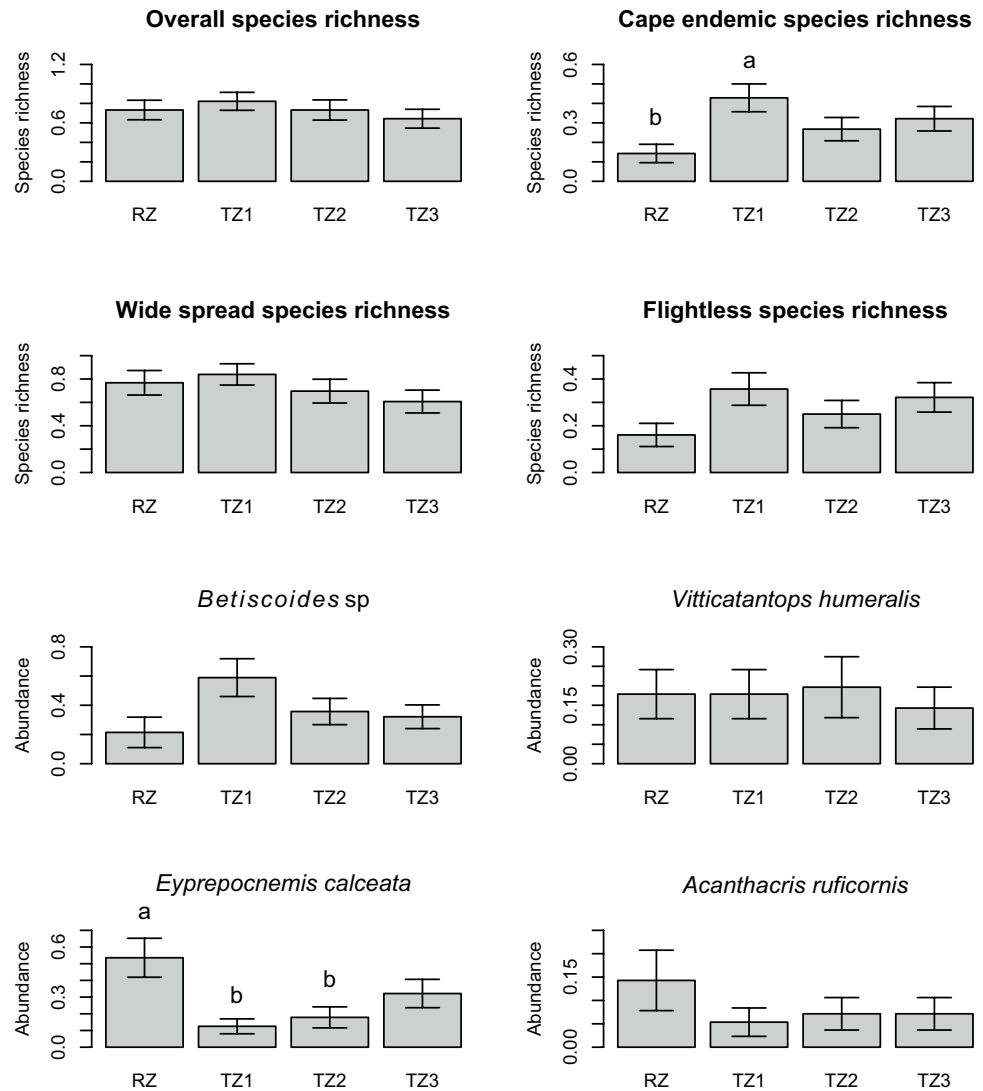 Overall species richness
Species richness
1.2
0.6
0.0
RZ TZ1 TZ2 TZ3
Cape endemic species richness
Species richness
0.6
0.3
0.0
b
a
RZ TZ1 TZ2 TZ3
Wide spread species richness
Species richness
0.8
0.4
0.0
RZ TZ1 TZ2 TZ3
Flightless species richness
Species richness
0.4
0.2
0.0
RZ TZ1 TZ2 TZ3
Betiscoides sp
Abundance
0.8
0.4
0.0
RZ TZ1 TZ2 TZ3
Vitticatantops humeralis
Abundance
0.30
0.15
0.00
RZ TZ1 TZ2 TZ3
Eyprepocnemis calceata
Abundance
0.6
0.3
0.0
a
b
b
RZ TZ1 TZ2 TZ3
Acanthacris ruficornis
Abundance
0.15
0.00
RZ TZ1 TZ2 TZ3